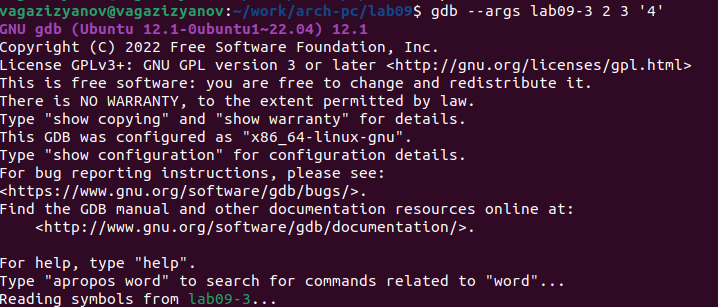 vagazizyanov@vagazizyanov:~/work/arch-pc/lab09$ gdb --args lab09-3 2 3 '4'
GNU gdb (Ubuntu 12.1-0ubuntu1~22.04) 12.1
Copyright (C) 2022 Free Software Foundation, Inc.
License GPLv3+: GNU GPL version 3 or later <http://gnu.org/licenses/gpl.html>
This is free software: you are free to change and redistribute it.
There is NO WARRANTY, to the extent permitted by law.
Type "show copying" and "show warranty" for details.
This GDB was configured as "x86_64-linux-gnu".
Type "show configuration" for configuration details.
For bug reporting instructions, please see:
<https://www.gnu.org/software/gdb/bugs/>.
Find the GDB manual and other documentation resources online at:
    <http://www.gnu.org/software/gdb/documentation/>.

For help, type "help".
Type "apropos word" to search for commands related to "word"...
Reading symbols from lab09-3...